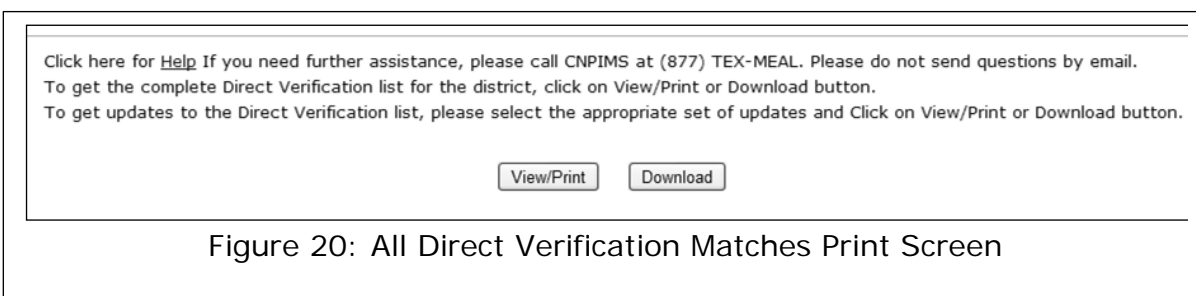 Click here for Help If you need further assistance, please call CNPIMS at (877) TEX-MEAL. Please do not send questions by email.
To get the complete Direct Verification list for the district, click on View/Print or Download button.
To get updates to the Direct Verification list, please select the appropriate set of updates and Click on View/Print or Download button.
View/Print Download
Figure 20: All Direct Verification Matches Print Screen